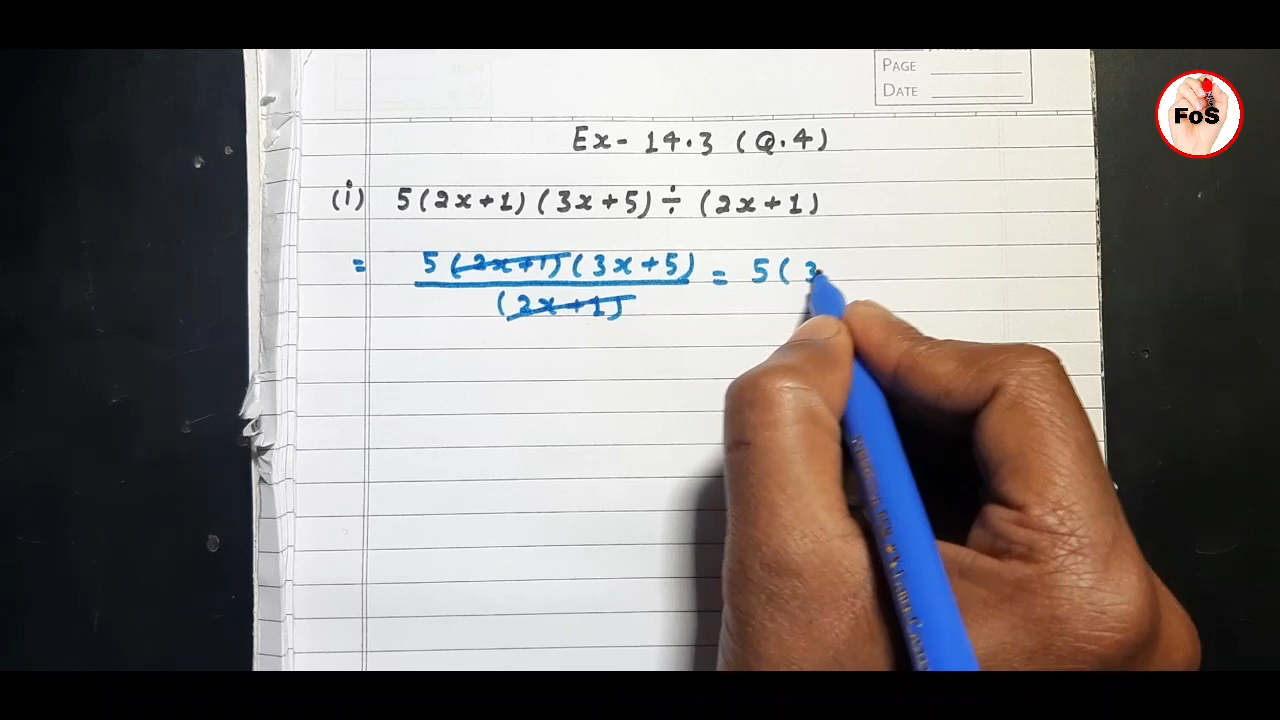 PAGE
DATE
FoS
Ex- 14.3 (Q.4)
(i) 5(2x+1)(3x+5)÷(2x+1)
= 5(2x+1)(3x+5) = 5(3
(2x+1)